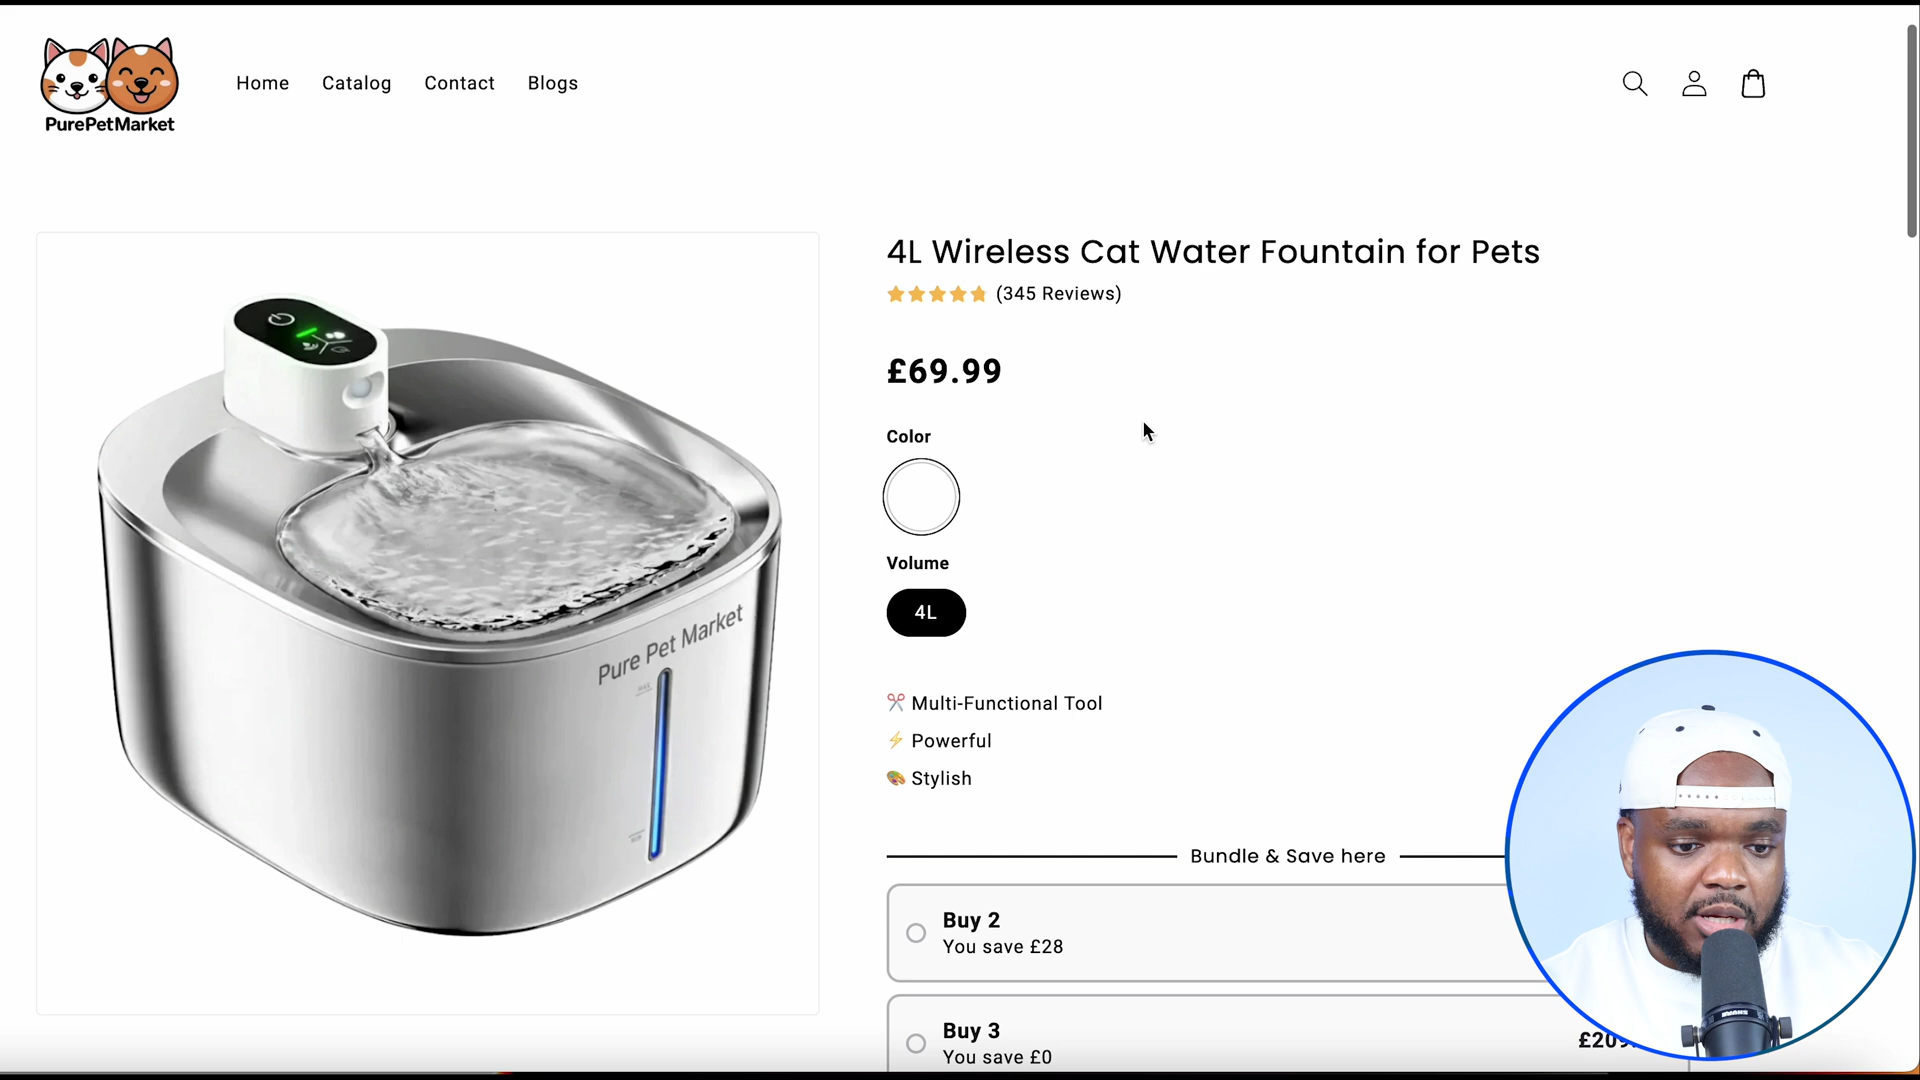 PurePetMarket
Home
Catalog
Contact
Blogs
4L Wireless Cat Water Fountain for Pets
(345 Reviews)
£69.99
Color
Volume
4L
Pure Pet Market
MAX
Multi-Functional Tool
Powerful
Stylish
Bundle & Save here
Buy 2
You save £28
Buy 3
You save £0